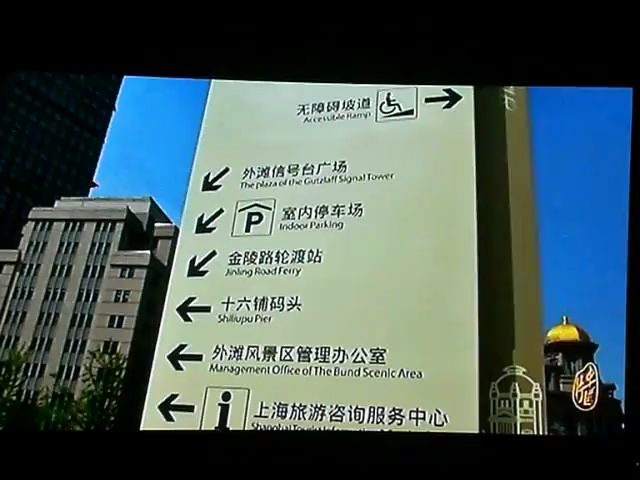 无障碍坡道
Accessible Ramp
外滩信号台广场
The plaza of the Gutzlaff Signal Tower
P
室内停车场
Indoor Parking
金陵路轮渡站
Jinling Road Ferry
十六铺码头
Shiliupu Pier
外滩风景区管理办公室
Management Office of The Bund Scenic Area
i
上海旅游咨询服务中心